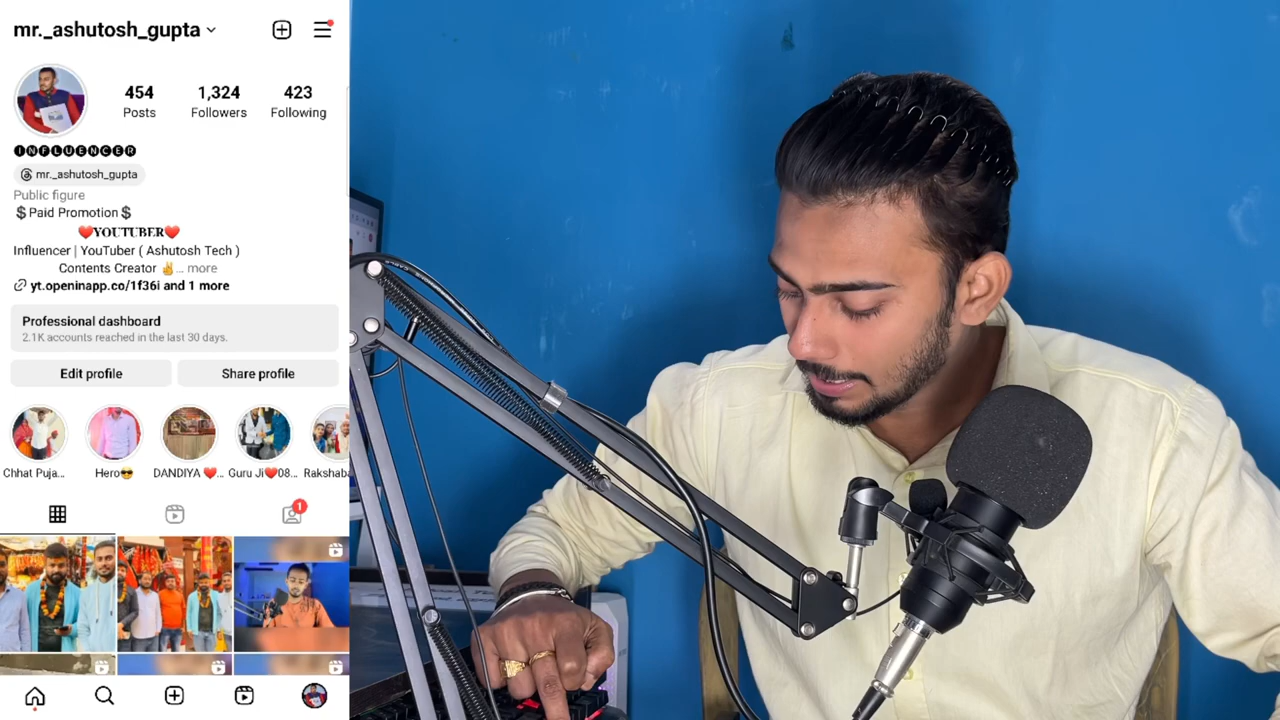 mr._ashutosh_gupta
454
1,324
423
Posts
Followers
Following
🅘🅝🅕🅛🅤🅔🅝🅒🅔🅡
mr._ashutosh_gupta
Public figure
💲Paid Promotion💲
❤️𝐘𝐎𝐔𝐓𝐔𝐁𝐄𝐑❤️
Influencer | YouTuber ( Ashutosh Tech )
Contents Creator ✌️... more
yt.openinapp.co/1f36i and 1 more
Professional dashboard
2.1K accounts reached in the last 30 days.
Edit profile
Share profile
Chhat Puja...
Hero😎
DANDIYA ❤️...
Guru Ji❤️08...
Rakshaba
1